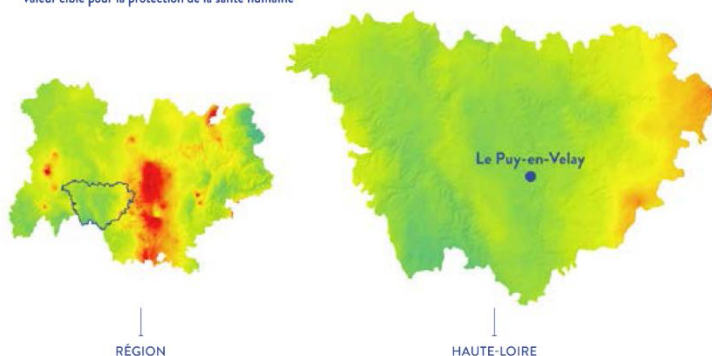 valeur cible pour la protection de la santé humaine
Le Puy-en-Velay
RÉGION
HAUTE-LOIRE